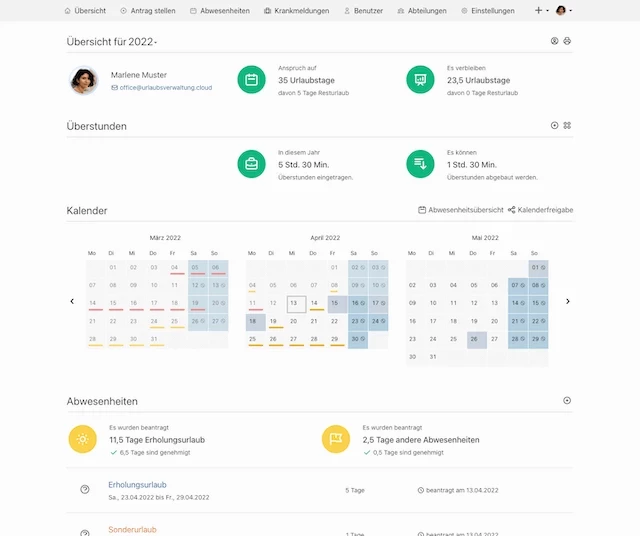 Übersicht Antrag stellen Abwesenheiten Krankmeldungen Benutzer Abteilungen Einstellungen
Übersicht für 2022
Marlene Muster
office@urlaubsverwaltung.cloud
Anspruch auf
35 Urlaubstage
davon 5 Tage Resturlaub
Es verbleiben
23,5 Urlaubstage
davon 0 Tage Resturlaub
Überstunden
In diesem Jahr
5 Std. 30 Min.
Überstunden eingetragen.
Es können
1 Std. 30 Min.
Überstunden abgebaut werden.
Kalender
Abwesenheitsübersicht Kalenderfreigabe
März 2022
Mo Di Mi Do Fr Sa So
01 02 03 04 05 06
07 08 09 10 11 12 13
14 15 16 17 18 19 20
21 22 23 24 25 26 27
28 29 30 31
April 2022
Mo Di Mi Do Fr Sa So
01 02 03
04 05 06 07 08 09 10
11 12 13 14 15 16 17
18 19 20 21 22 23 24
25 26 27 28 29 30
Mai 2022
Mo Di Mi Do Fr Sa So
01
02 03 04 05 06 07 08
09 10 11 12 13 14 15
16 17 18 19 20 21 22
23 24 25 26 27 28 29
30 31
Abwesenheiten
Es wurden beantragt
11,5 Tage Erholungsurlaub
6,5 Tage sind genehmigt
Es wurden beantragt
2,5 Tage andere Abwesenheiten
0,5 Tage sind genehmigt
Erholungsurlaub
Sa., 23.04.2022 bis Fr., 29.04.2022
5 Tage
beantragt am 13.04.2022
Sonderurlaub
1 Tage
beantragt am 13.04.2022